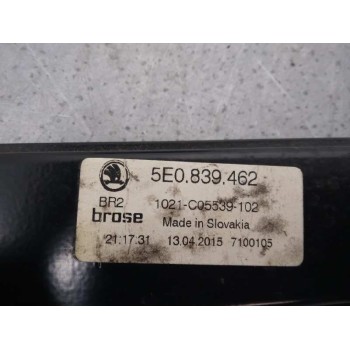 5E0.839.462
BR2 1021-C05539-102
brose Made in Slovakia
21:17:31 13.04.2015 7100105